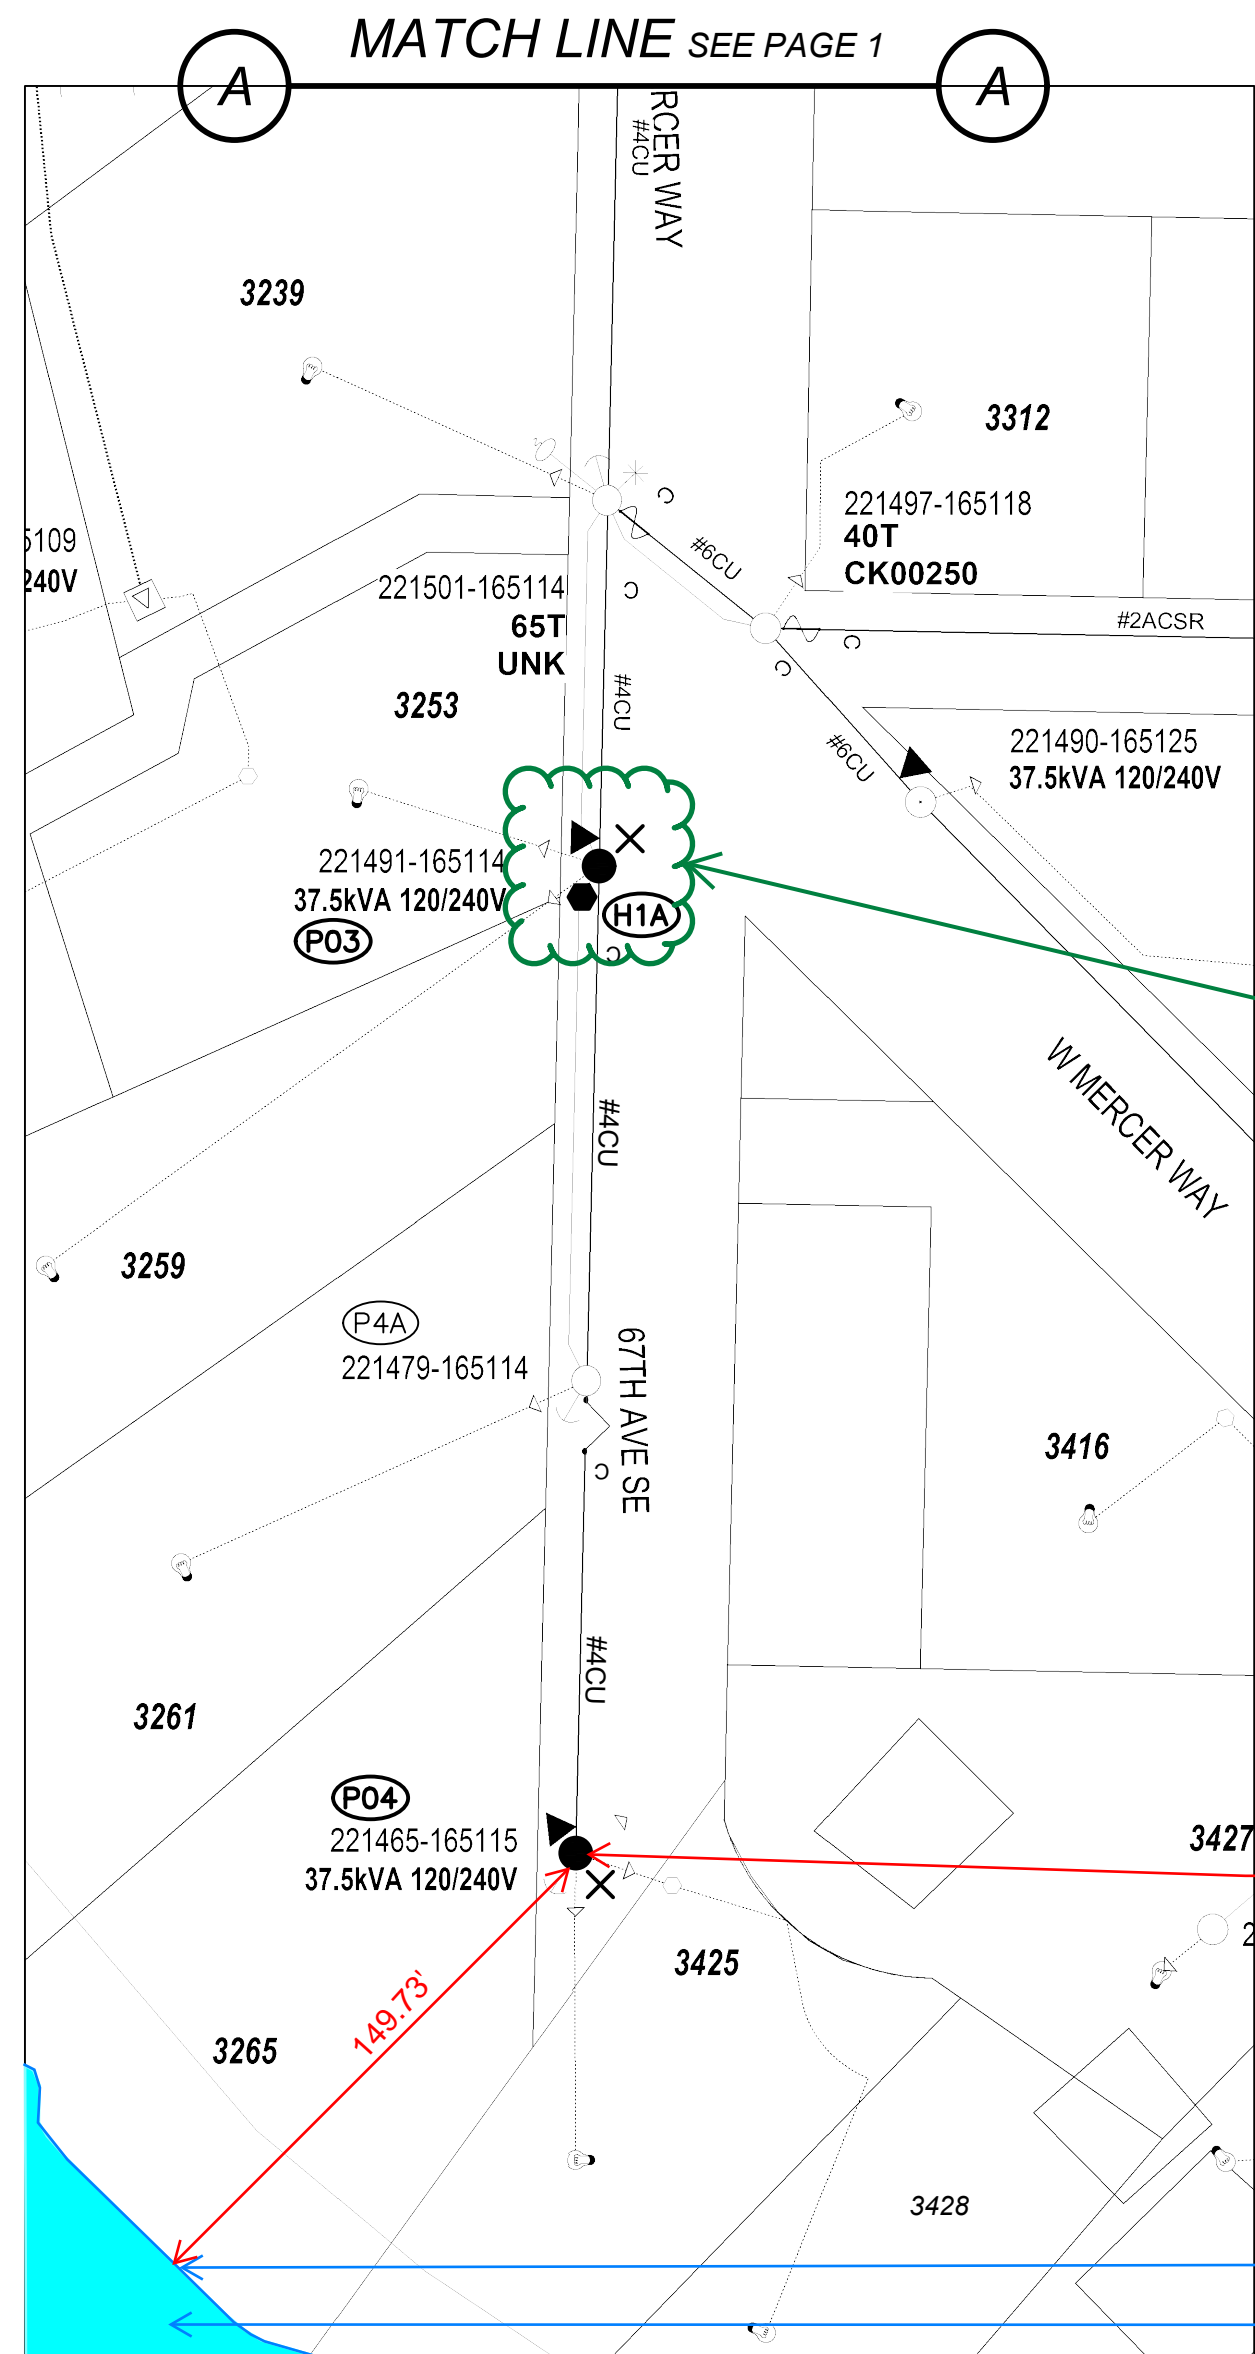 MATCH LINE SEE PAGE 1
A
A
RCER WAY
#4CU
3239
3312
221497-165118
40T
CK00250
C
#6CU
5109
240V
221501-165114
65T
UNK
C
#2ACSR
C
C
#4CU
3253
#6CU
221490-165125
37.5kVA 120/240V
221491-165114
37.5kVA 120/240V
P03
H1A
C
#4CU
W MERCER WAY
3259
P4A
221479-165114
67TH AVE SE
C
3416
#4CU
3261
P04
221465-165115
37.5kVA 120/240V
3427
2
3425
149.73'
3265
3428